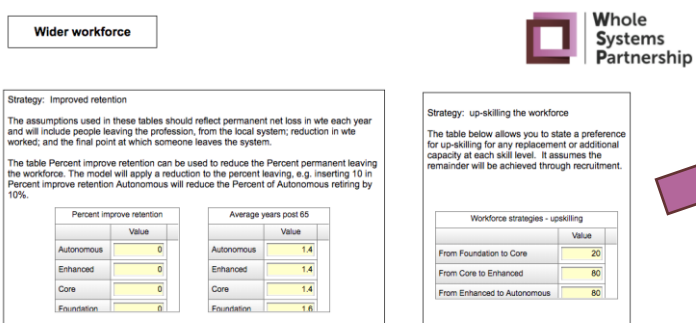 Wider workforce
Whole
Systems
Partnership
Strategy: Improved retention
The assumptions used in these tables should reflect permanent net loss in wte each year
and will include people leaving the profession, from the local system; reduction in wte
worked; and the final point at which someone leaves the system.
The table Percent improve retention can be used to reduce the Percent permanent leaving
the workforce. The model will apply a reduction to the percent leaving, e.g. inserting 10 in
Percent improve retention Autonomous will reduce the Percent of Autonomous retiring by
10%.
Percent improve retention
Value
Autonomous 0
Enhanced 0
Core 0
Foundation 0
Average years post 65
Value
Autonomous 1.4
Enhanced 1.4
Core 1.4
Foundation 1.6
Strategy: up-skilling the workforce
The table below allows you to state a preference
for up-skilling for any replacement or additional
capacity at each skill level. It assumes the
remainder will be achieved through recruitment.
Workforce strategies - upskilling
Value
From Foundation to Core 20
From Core to Enhanced 80
From Enhanced to Autonomous 80